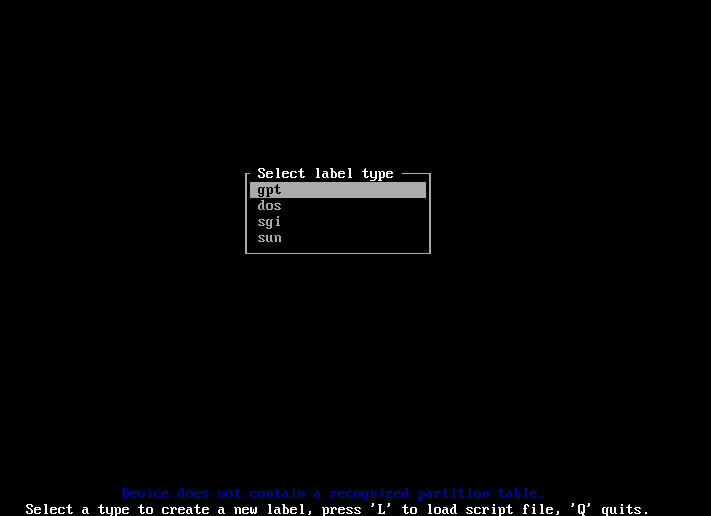 Select label type
gpt
dos
sgi
sun
Device does not contain a recognized partition table.
Select a type to create a new label, press 'L' to load script file, 'Q' quits.